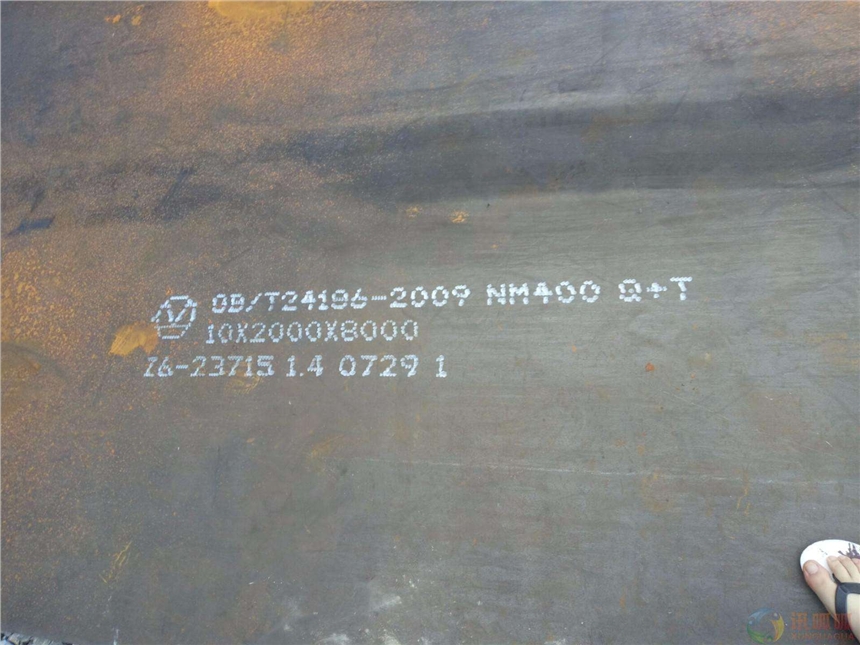 GB/T24186-2009 NM400 Q+T
10X2000X8000
Z6-23715 1.4 0729 1